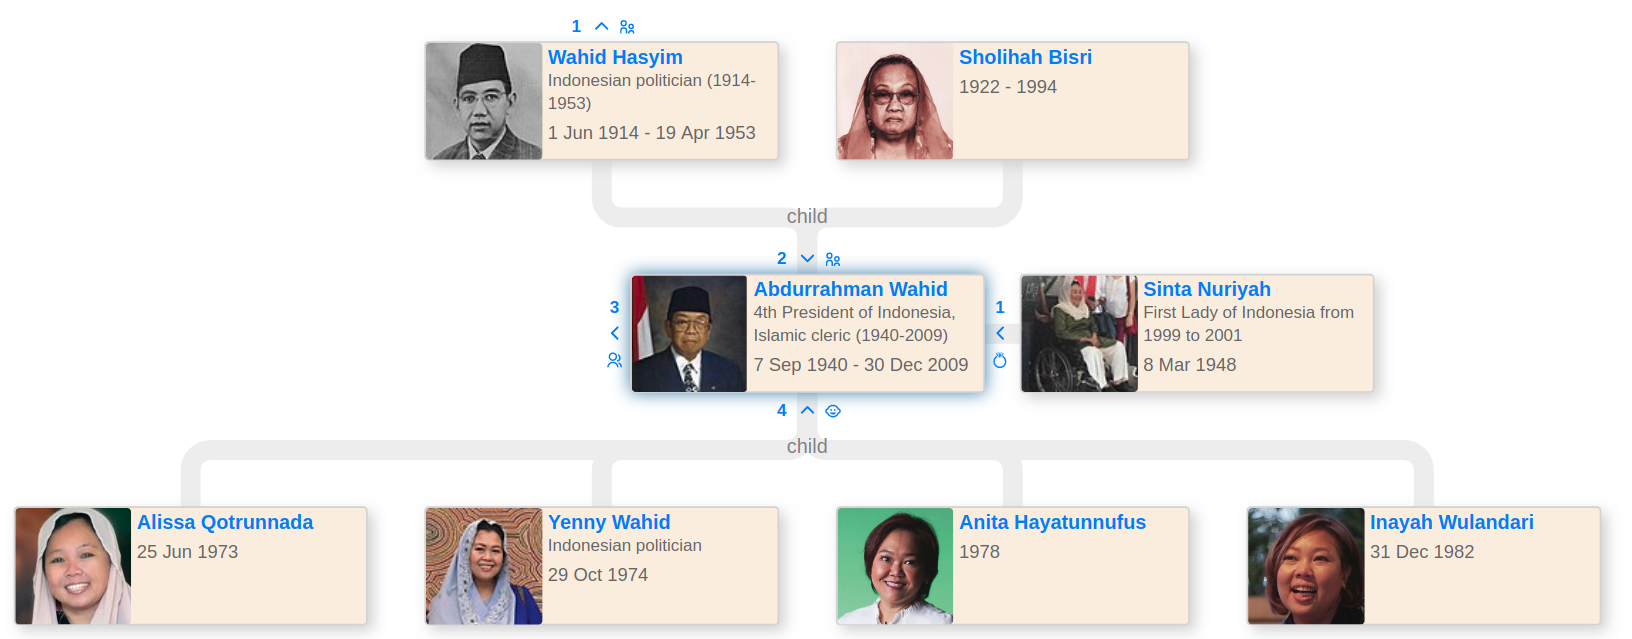 1
Wahid Hasyim
Indonesian politician (1914-
1953)
1 Jun 1914 - 19 Apr 1953
Sholihah Bisri
1922 - 1994
child
2
3
Abdurrahman Wahid
4th President of Indonesia,
Islamic cleric (1940-2009)
7 Sep 1940 - 30 Dec 2009
1
Sinta Nuriyah
First Lady of Indonesia from
1999 to 2001
8 Mar 1948
4
child
Alissa Qotrunnada
25 Jun 1973
Yenny Wahid
Indonesian politician
29 Oct 1974
Anita Hayatunnufus
1978
Inayah Wulandari
31 Dec 1982